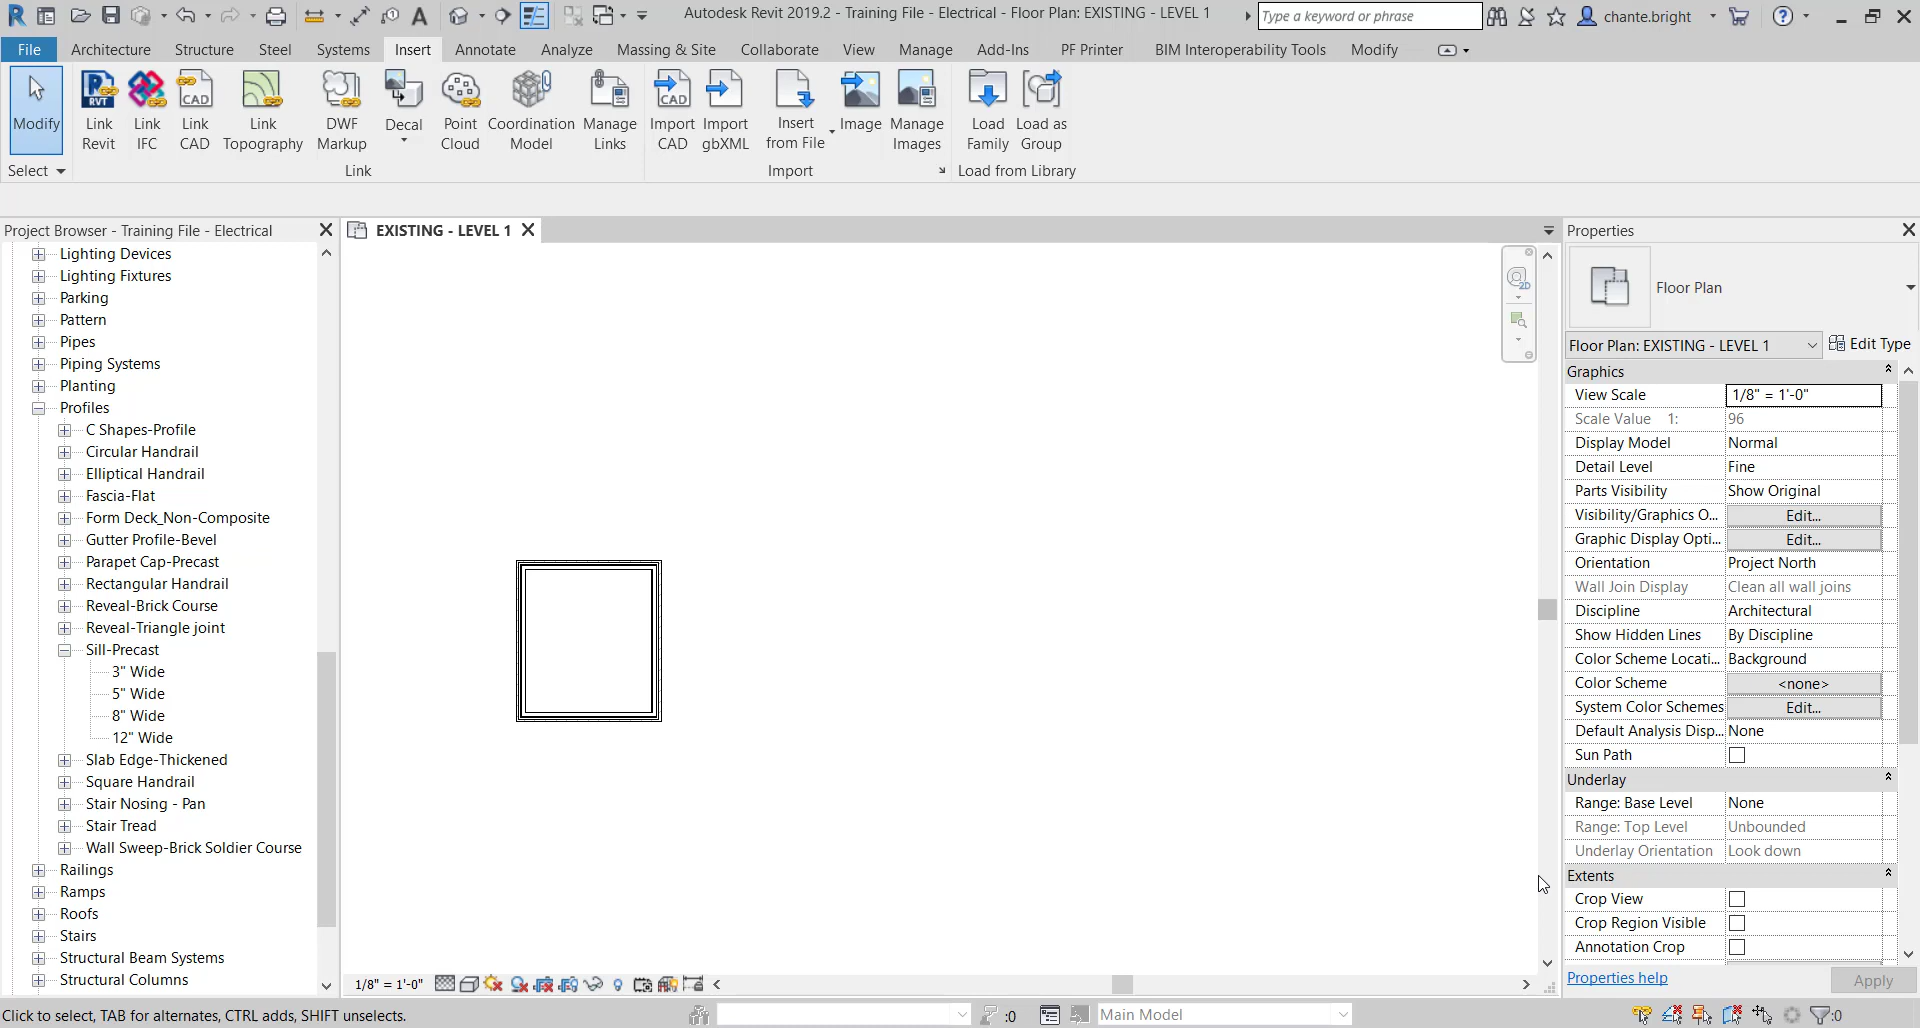 Autodesk Revit 2019.2 - Training File - Electrical - Floor Plan: EXISTING - LEVEL 1
Type a keyword or phrase
chante.bright
File Architecture Structure Steel Systems Insert Annotate Analyze Massing & Site Collaborate View Manage Add-Ins PF Printer BIM Interoperability Tools Modify
Modify
Link Revit
Link IFC
Link CAD
Link Topography
DWF Markup
Decal
Point Cloud
Coordination Model
Manage Links
Import CAD
Import gbXML
Insert from File
Image
Manage Images
Load Family
Load as Group
Select
Link
Import
Load from Library
Project Browser - Training File - Electrical
Lighting Devices
Lighting Fixtures
Parking
Pattern
Pipes
Piping Systems
Planting
Profiles
C Shapes-Profile
Circular Handrail
Elliptical Handrail
Fascia-Flat
Form Deck_Non-Composite
Gutter Profile-Bevel
Parapet Cap-Precast
Rectangular Handrail
Reveal-Brick Course
Reveal-Triangle joint
Sill-Precast
3" Wide
5" Wide
8" Wide
12" Wide
Slab Edge-Thickened
Square Handrail
Stair Nosing - Pan
Stair Tread
Wall Sweep-Brick Soldier Course
Railings
Ramps
Roofs
Stairs
Structural Beam Systems
Structural Columns
EXISTING - LEVEL 1
2D
1/8" = 1'-0"
Properties
Floor Plan
Floor Plan: EXISTING - LEVEL 1
Edit Type
Graphics
View Scale 1/8" = 1'-0"
Scale Value 1: 96
Display Model Normal
Detail Level Fine
Parts Visibility Show Original
Visibility/Graphics O... Edit...
Graphic Display Opti... Edit...
Orientation Project North
Wall Join Display Clean all wall joins
Discipline Architectural
Show Hidden Lines By Discipline
Color Scheme Locati... Background
Color Scheme <none>
System Color Schemes Edit...
Default Analysis Disp... None
Sun Path
Underlay
Range: Base Level None
Range: Top Level Unbounded
Underlay Orientation Look down
Extents
Crop View
Crop Region Visible
Annotation Crop
Properties help
Apply
Click to select, TAB for alternates, CTRL adds, SHIFT unselects.
:0
Main Model
:0